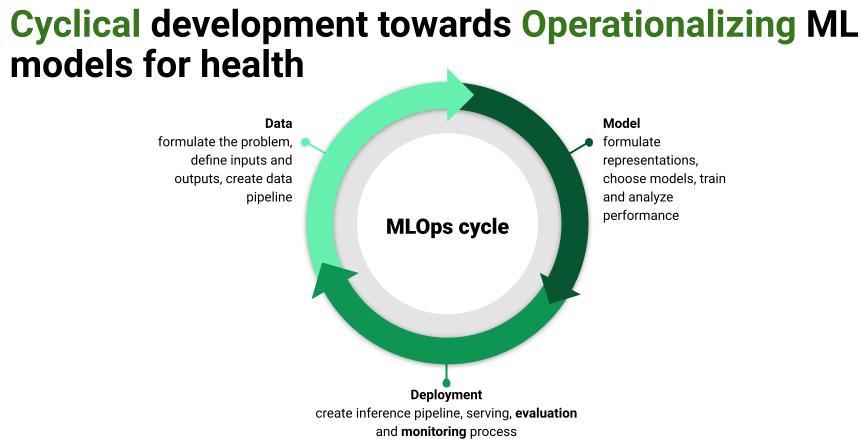 Cyclical development towards Operationalizing ML
models for health
Data
formulate the problem,
define inputs and
outputs, create data
pipeline
Model
formulate
representations,
choose models, train
and analyze
performance
MLOps cycle
Deployment
create inference pipeline, serving, evaluation
and monitoring process